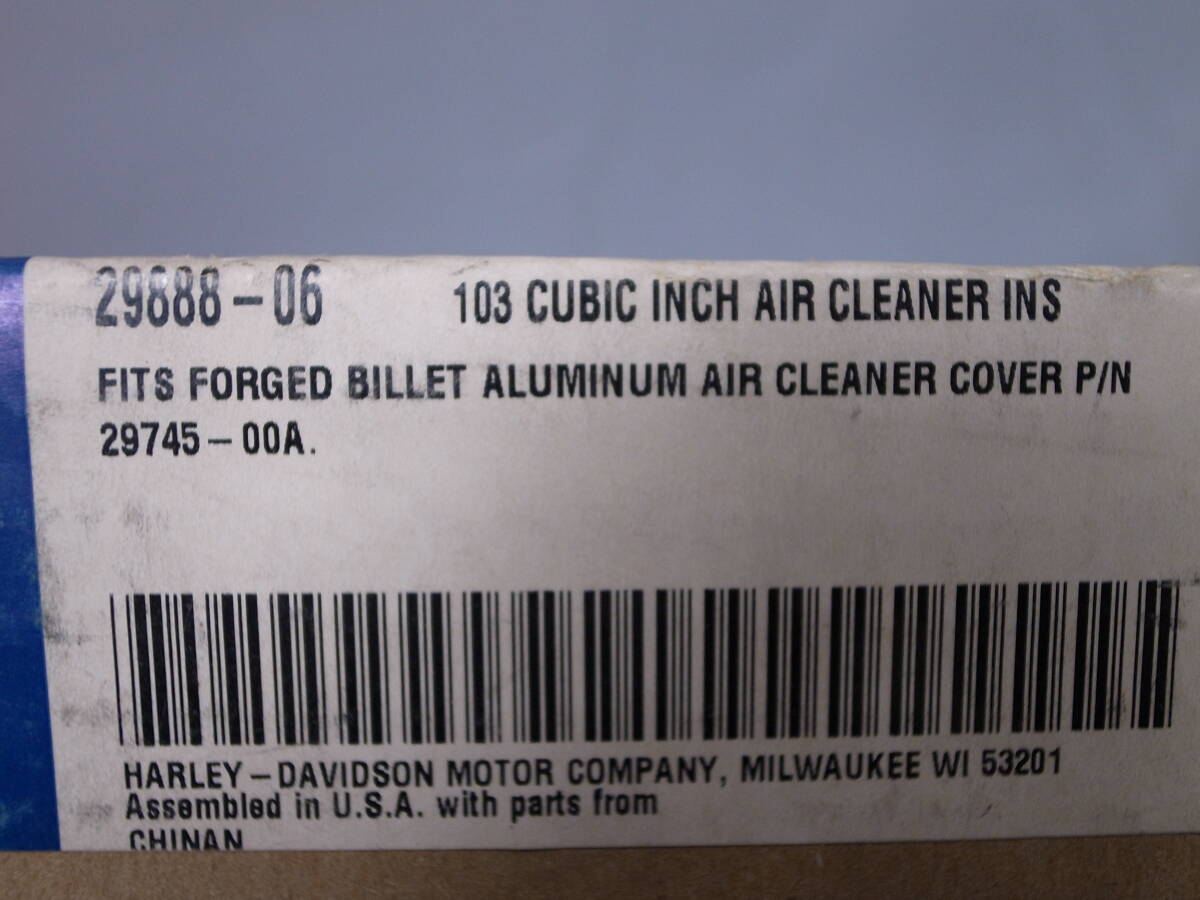 29888-06 103 CUBIC INCH AIR CLEANER INS
FITS FORGED BILLET ALUMINUM AIR CLEANER COVER P/N
29745-00A.
HARLEY-DAVIDSON MOTOR COMPANY, MILWAUKEE WI 53201
Assembled in U.S.A. with parts from
CHINAN